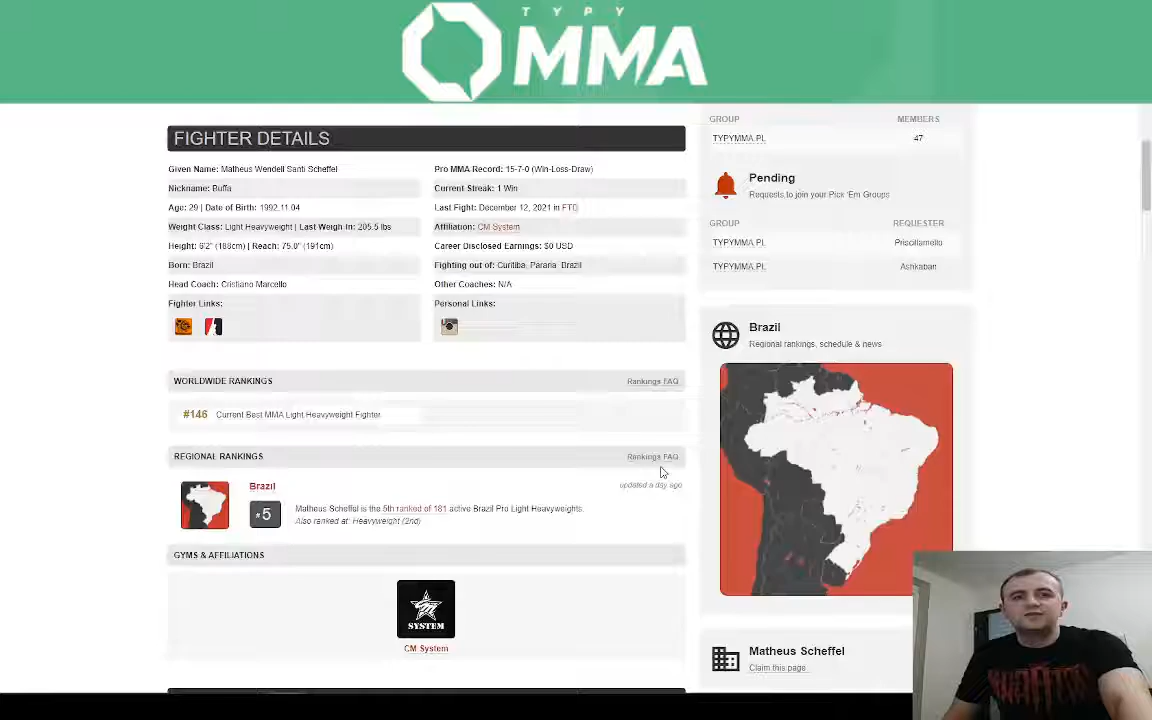 TYPY
MMA
FIGHTER DETAILS
Given Name: Matheus Wendell Santi Scheffel
Pro MMA Record: 15-7-0 (Win-Loss-Draw)
Nickname: Buffa
Current Streak: 1 Win
Age: 29 | Date of Birth: 1992.11.04
Last Fight: December 12, 2021 in FTD
Weight Class: Light Heavyweight | Last Weigh In: 205.5 lbs
Affiliation: CM System
Height: 6'2" (188cm) | Reach: 75.0" (191cm)
Career Disclosed Earnings: $0 USD
Born: Brazil
Fighting out of: Curitiba, Parana, Brazil
Head Coach: Cristiano Marcello
Other Coaches: N/A
Fighter Links:
Personal Links:
WORLDWIDE RANKINGS
Rankings FAQ
#146 Current Best MMA Light Heavyweight Fighter
REGIONAL RANKINGS
Rankings FAQ
updated a day ago
Brazil
*5
Matheus Scheffel is the 5th ranked of 181 active Brazil Pro Light Heavyweights.
Also ranked at: Heavyweight (2nd)
GYMS & AFFILIATIONS
SYSTEM
CM System
GROUP MEMBERS
TYPYMMA.PL 47
Pending
Requests to join your Pick 'Em Groups
GROUP REQUESTER
TYPYMMA.PL Priscillamello
TYPYMMA.PL Ashkaban
Brazil
Regional rankings, schedule & news
Matheus Scheffel
Claim this page